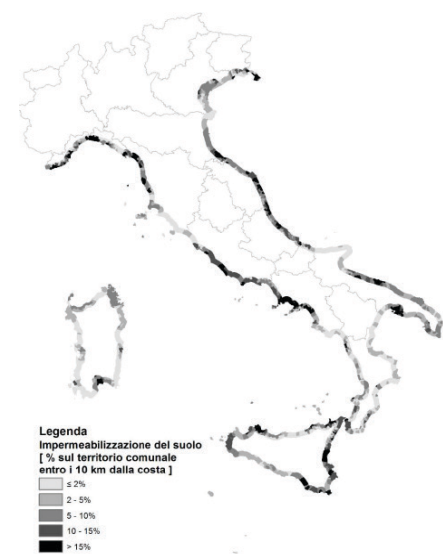 Legenda
Impermeabilizzazione del suolo
[ % sul territorio comunale
entro i 10 km dalla costa ]
≤ 2%
2 - 5%
5 - 10%
10 - 15%
> 15%